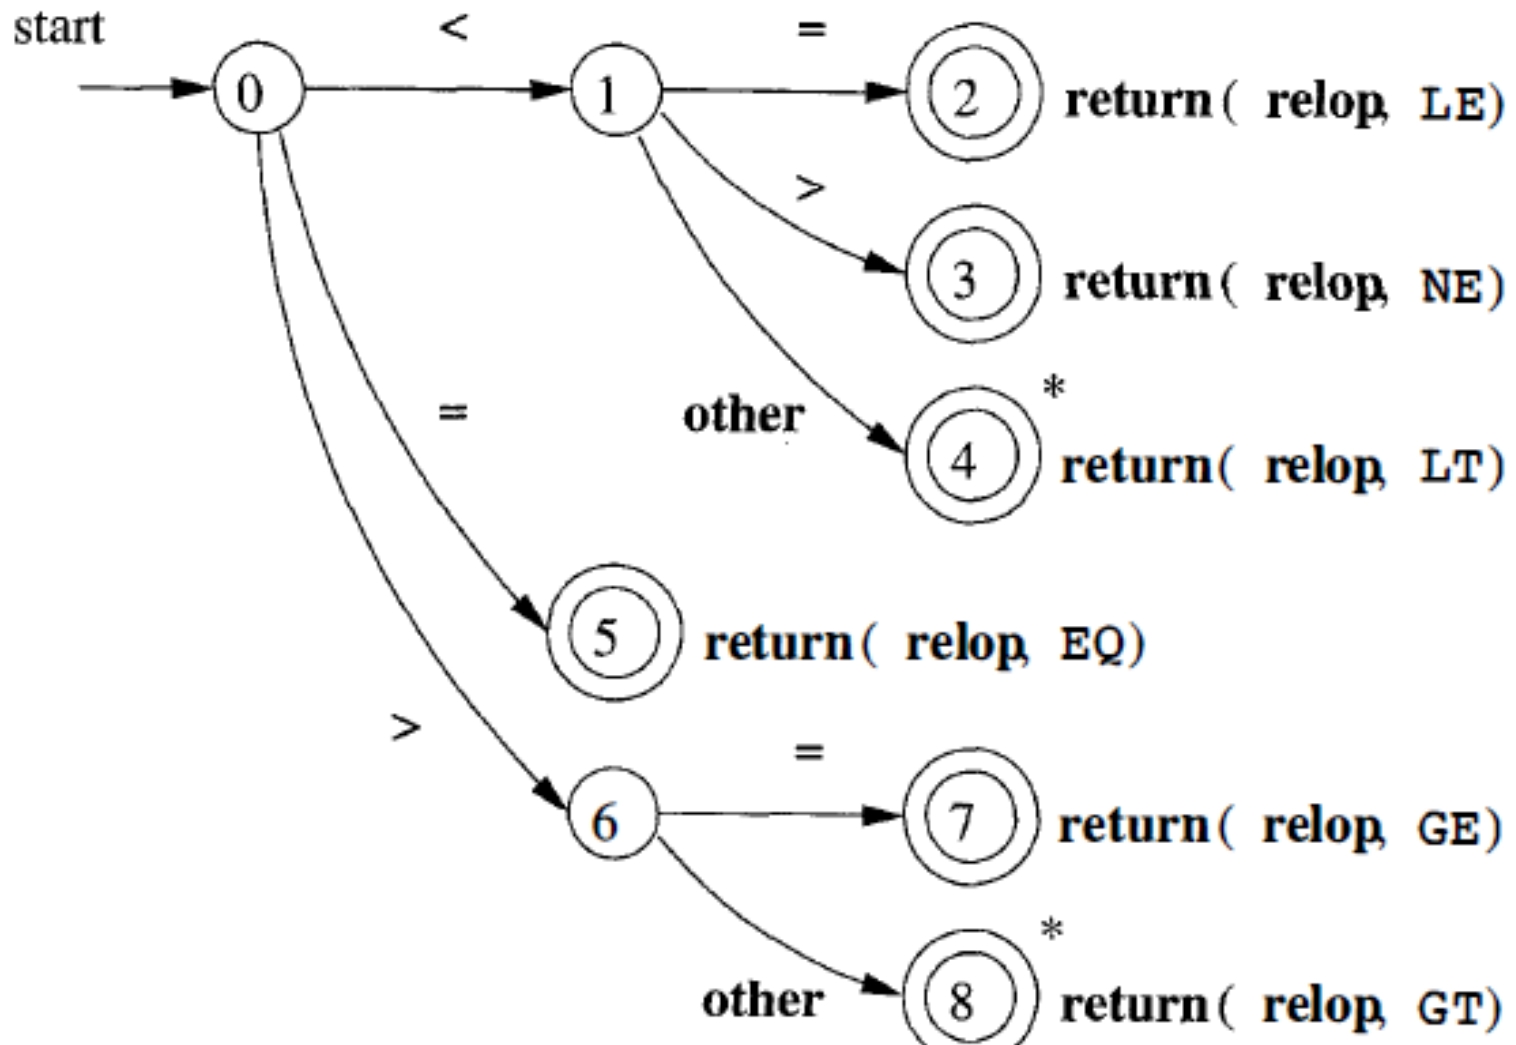 start
< =
0 1 2 return( relop, LE)
>
3 return( relop, NE)
*
= other 4 return( relop, LT)
5 return( relop, EQ)
> =
6 7 return( relop, GE)
*
other 8 return( relop, GT)